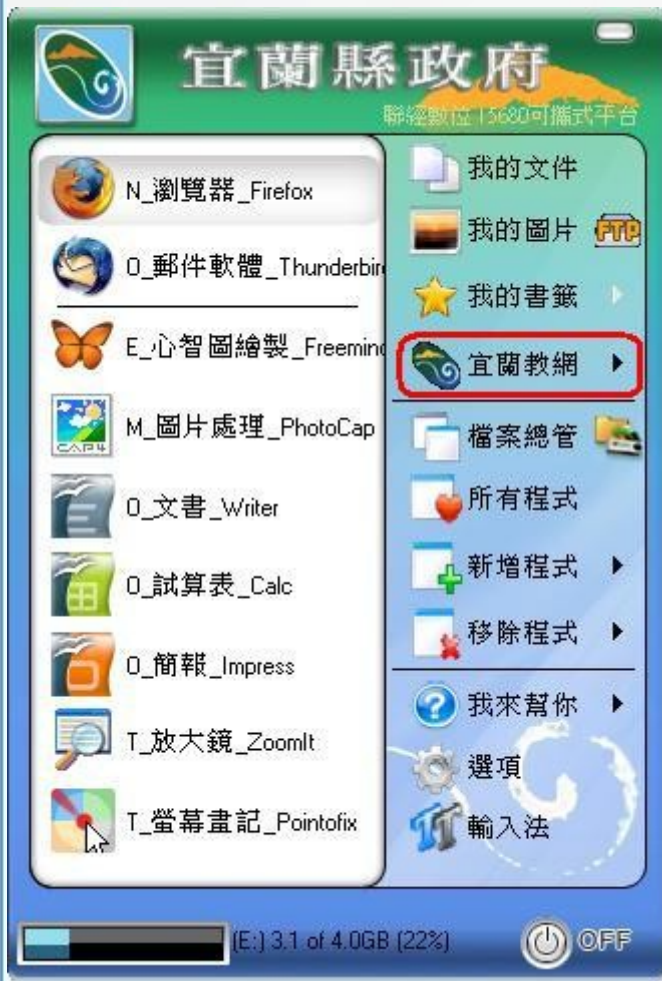 宜蘭縣政府
聯經數位 15680可攜式平台
N_瀏覽器_Firefox
O_郵件軟體_Thunderbird
E_心智圖繪製_Freemind
M_圖片處理_PhotoCap
CAP4
O_文書_Writer
O_試算表_Calc
O_簡報_Impress
T_放大鏡_ZoomIt
T_螢幕畫記_Pointofix
我的文件
我的圖片
FTP
我的書籤
宜蘭教網
檔案總管
所有程式
新增程式
移除程式
我來幫你
選項
輸入法
(E:) 3.1 of 4.0GB (22%)
OFF